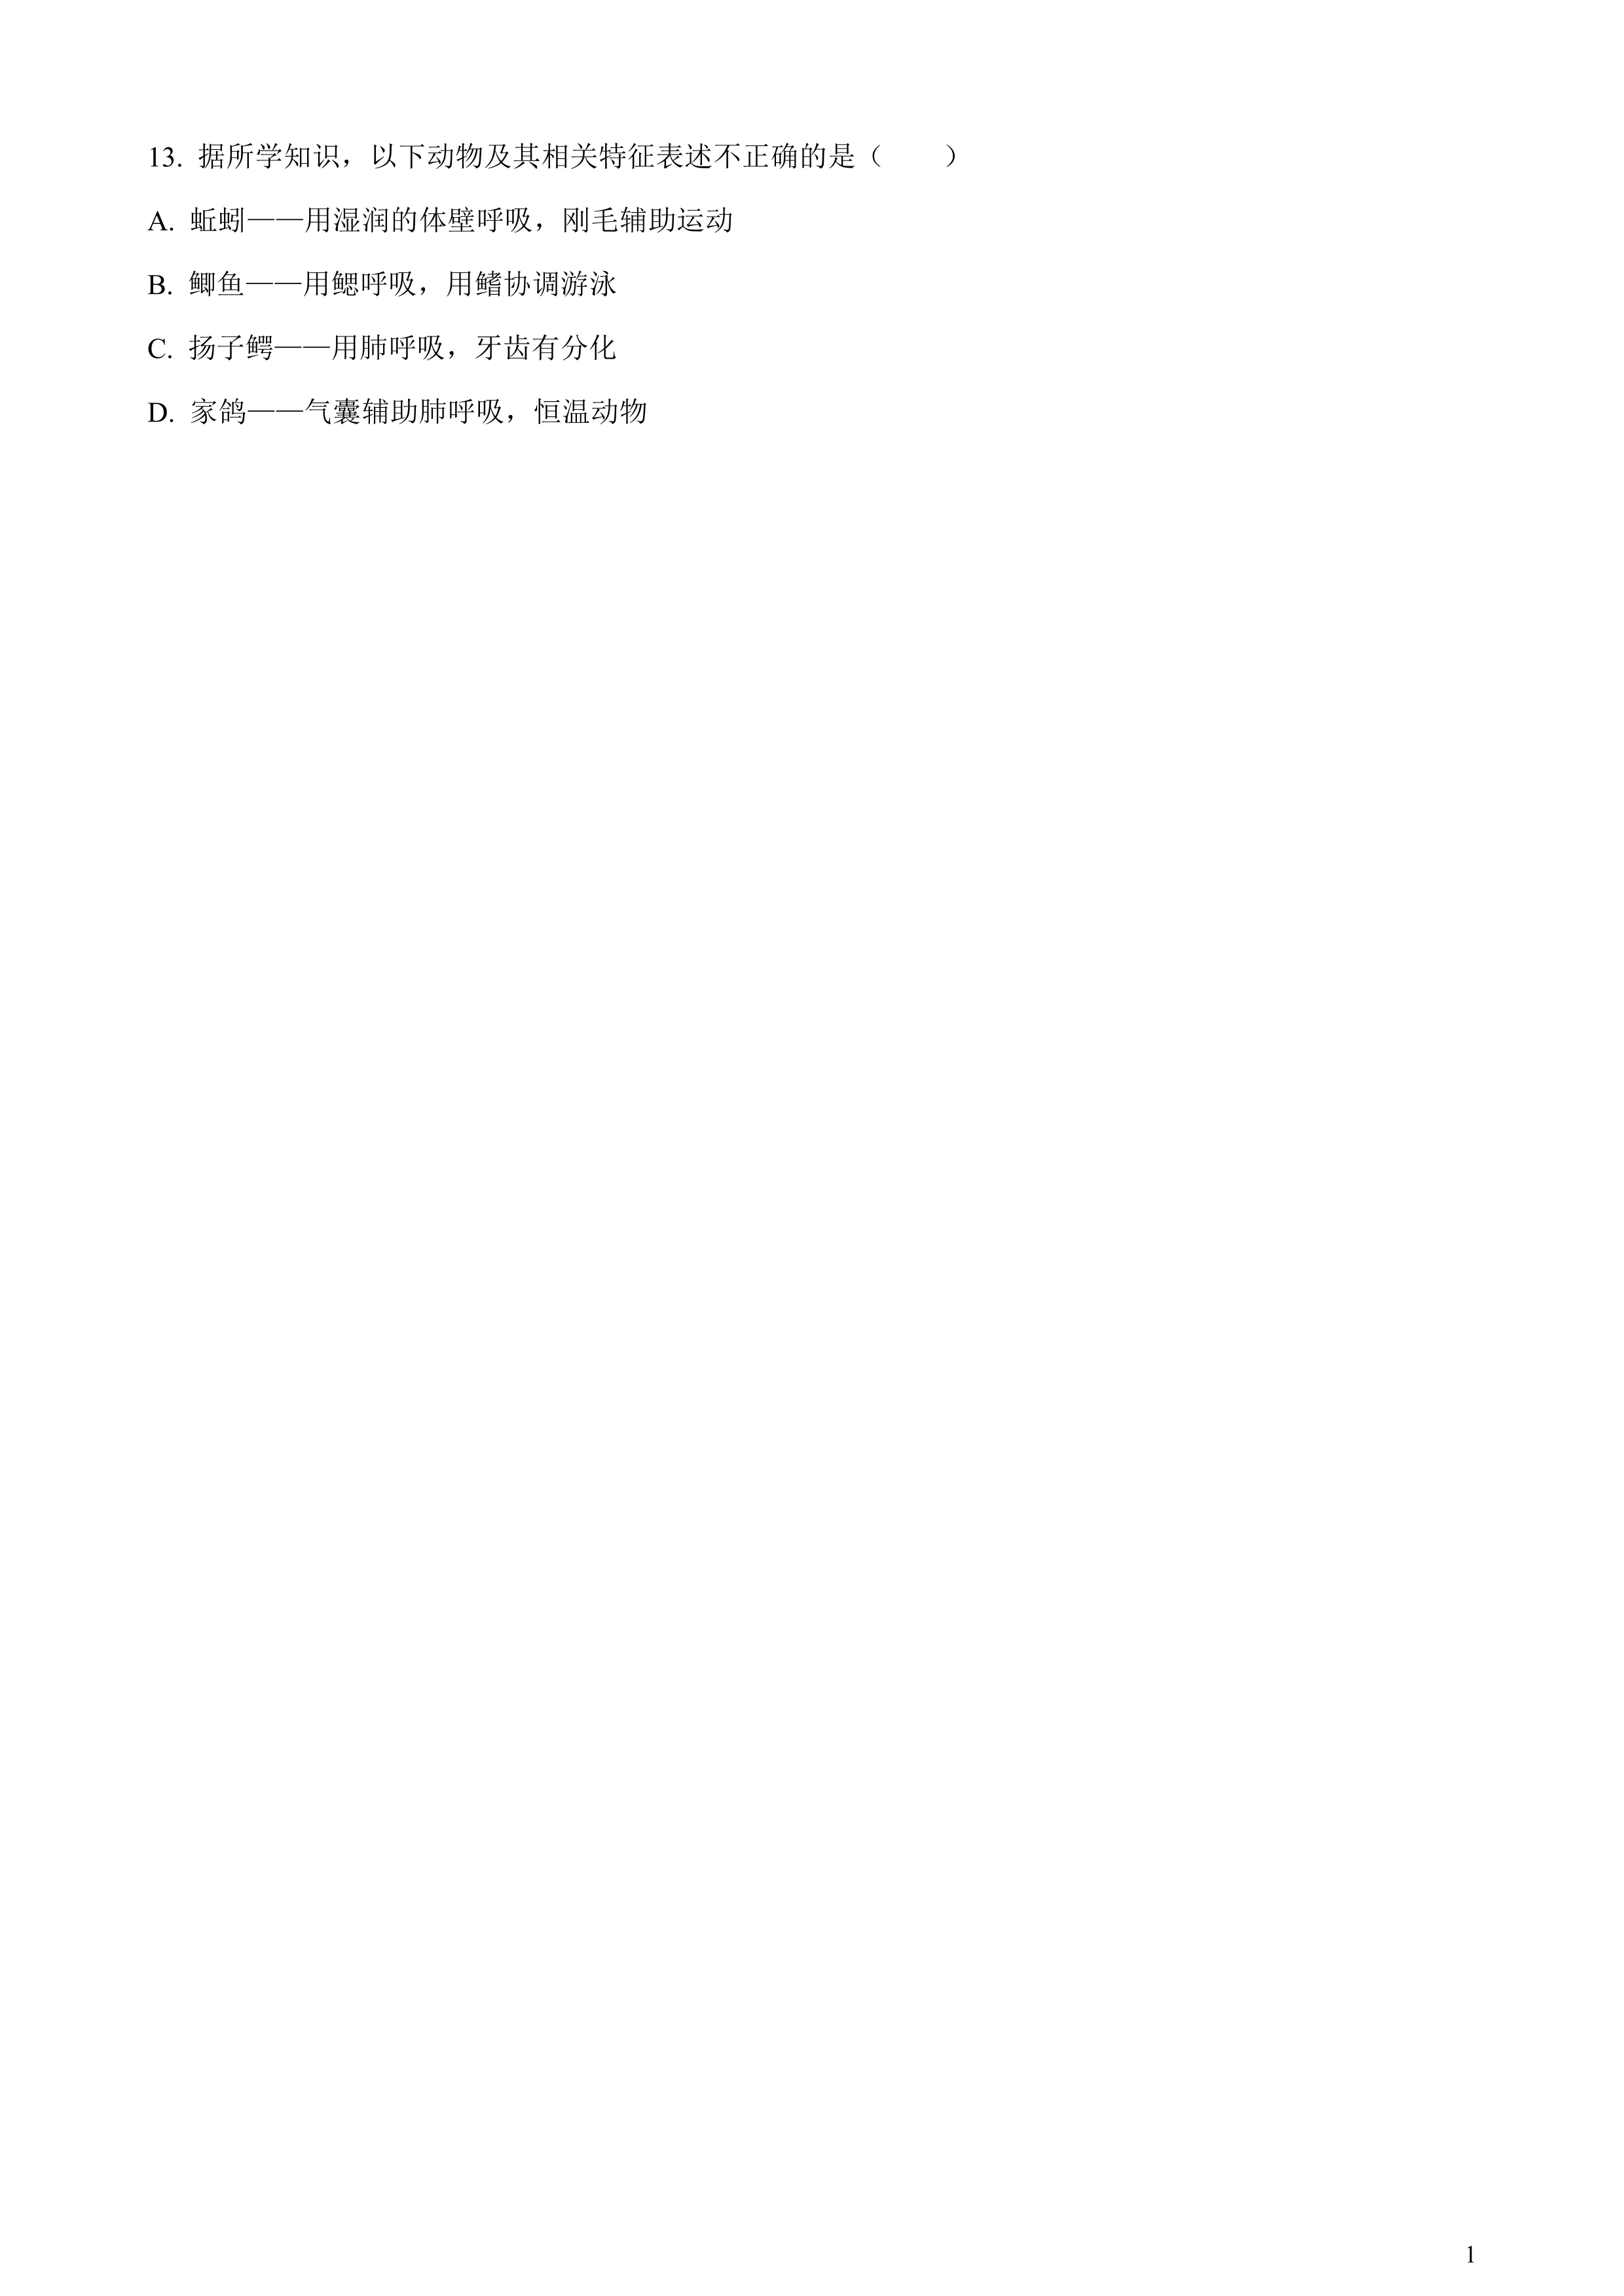 13. 据所学知识，以下动物及其相关特征表述不正确的是（　　）
A. 蚯蚓——用湿润的体壁呼吸，刚毛辅助运动
B. 鲫鱼——用鳃呼吸，用鳍协调游泳
C. 扬子鳄——用肺呼吸，牙齿有分化
D. 家鸽——气囊辅助肺呼吸，恒温动物
1